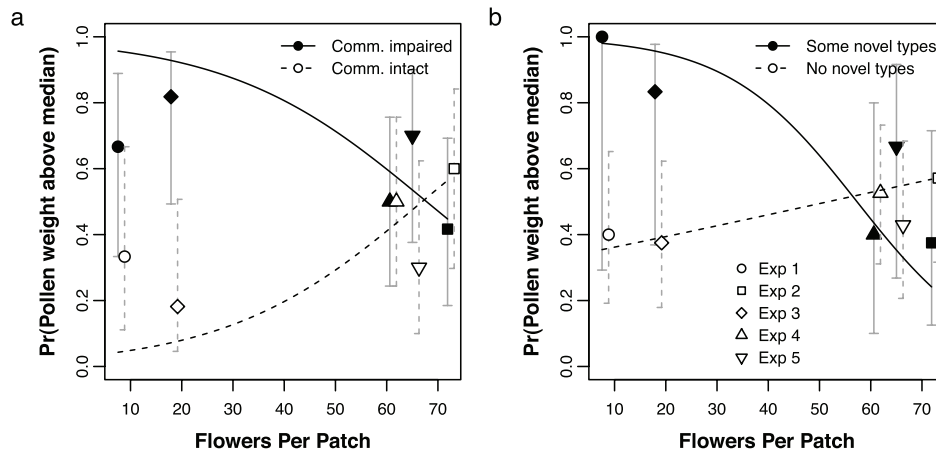 a
Pr(Pollen weight above median)
0.0
0.2
0.4
0.6
0.8
1.0
Comm. impaired
Comm. intact
10 20 30 40 50 60 70
Flowers Per Patch
b
Pr(Pollen weight above median)
0.0
0.2
0.4
0.6
0.8
1.0
Some novel types
No novel types
Exp 1
Exp 2
Exp 3
Exp 4
Exp 5
10 20 30 40 50 60 70
Flowers Per Patch